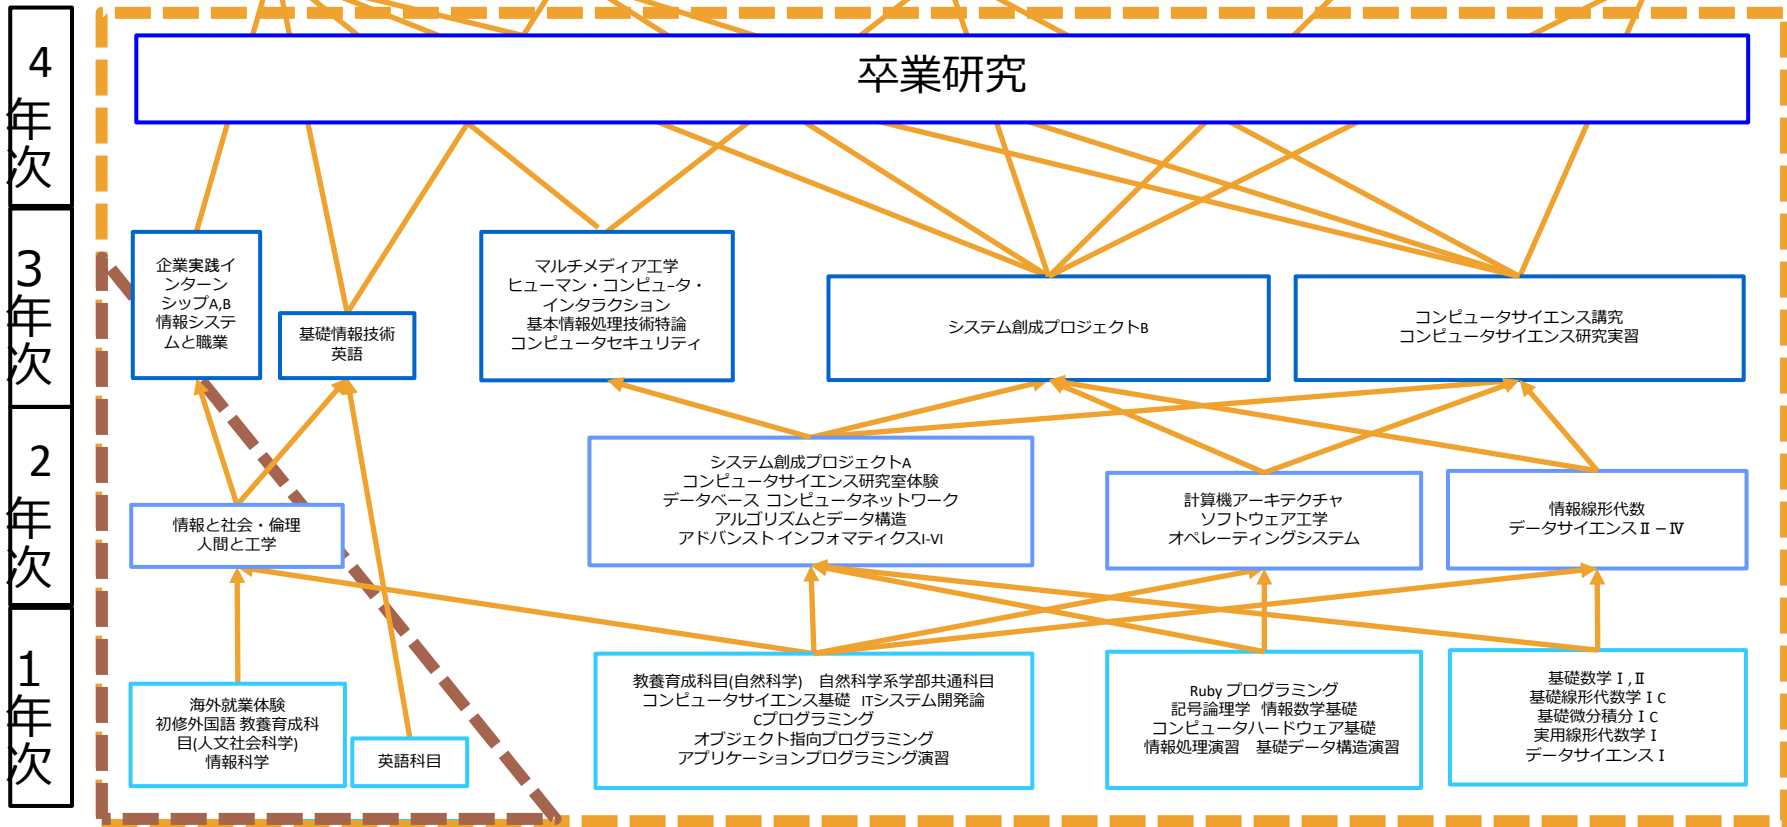 4
年
次
卒業研究
3
年
次
企業実践イ
ンターン
シップA,B
情報システ
ムと職業
基礎情報技術
英語
マルチメディア工学
ヒューマン・コンピュ-タ・
インタラクション
基本情報処理技術特論
コンピュータセキュリティ
システム創成プロジェクトB
コンピュータサイエンス講究
コンピュータサイエンス研究実習
2
年
次
情報と社会・倫理
人間と工学
システム創成プロジェクトA
コンピュータサイエンス研究室体験
データベース コンピュータネットワーク
アルゴリズムとデータ構造
アドバンスト インフォマティクスI-VI
計算機アーキテクチャ
ソフトウェア工学
オペレーティングシステム
情報線形代数
データサイエンスⅡ－Ⅳ
1
年
次
海外就業体験
初修外国語 教養育成科
目(人文社会科学)
情報科学
英語科目
教養育成科目(自然科学) 自然科学系学部共通科目
コンピュータサイエンス基礎 ITシステム開発論
Cプログラミング
オブジェクト指向プログラミング
アプリケーションプログラミング演習
Ruby プログラミング
記号論理学 情報数学基礎
コンピュータハードウェア基礎
情報処理演習 基礎データ構造演習
基礎数学Ⅰ,Ⅱ
基礎線形代数学ⅠC
基礎微分積分ⅠC
実用線形代数学Ⅰ
データサイエンスⅠ